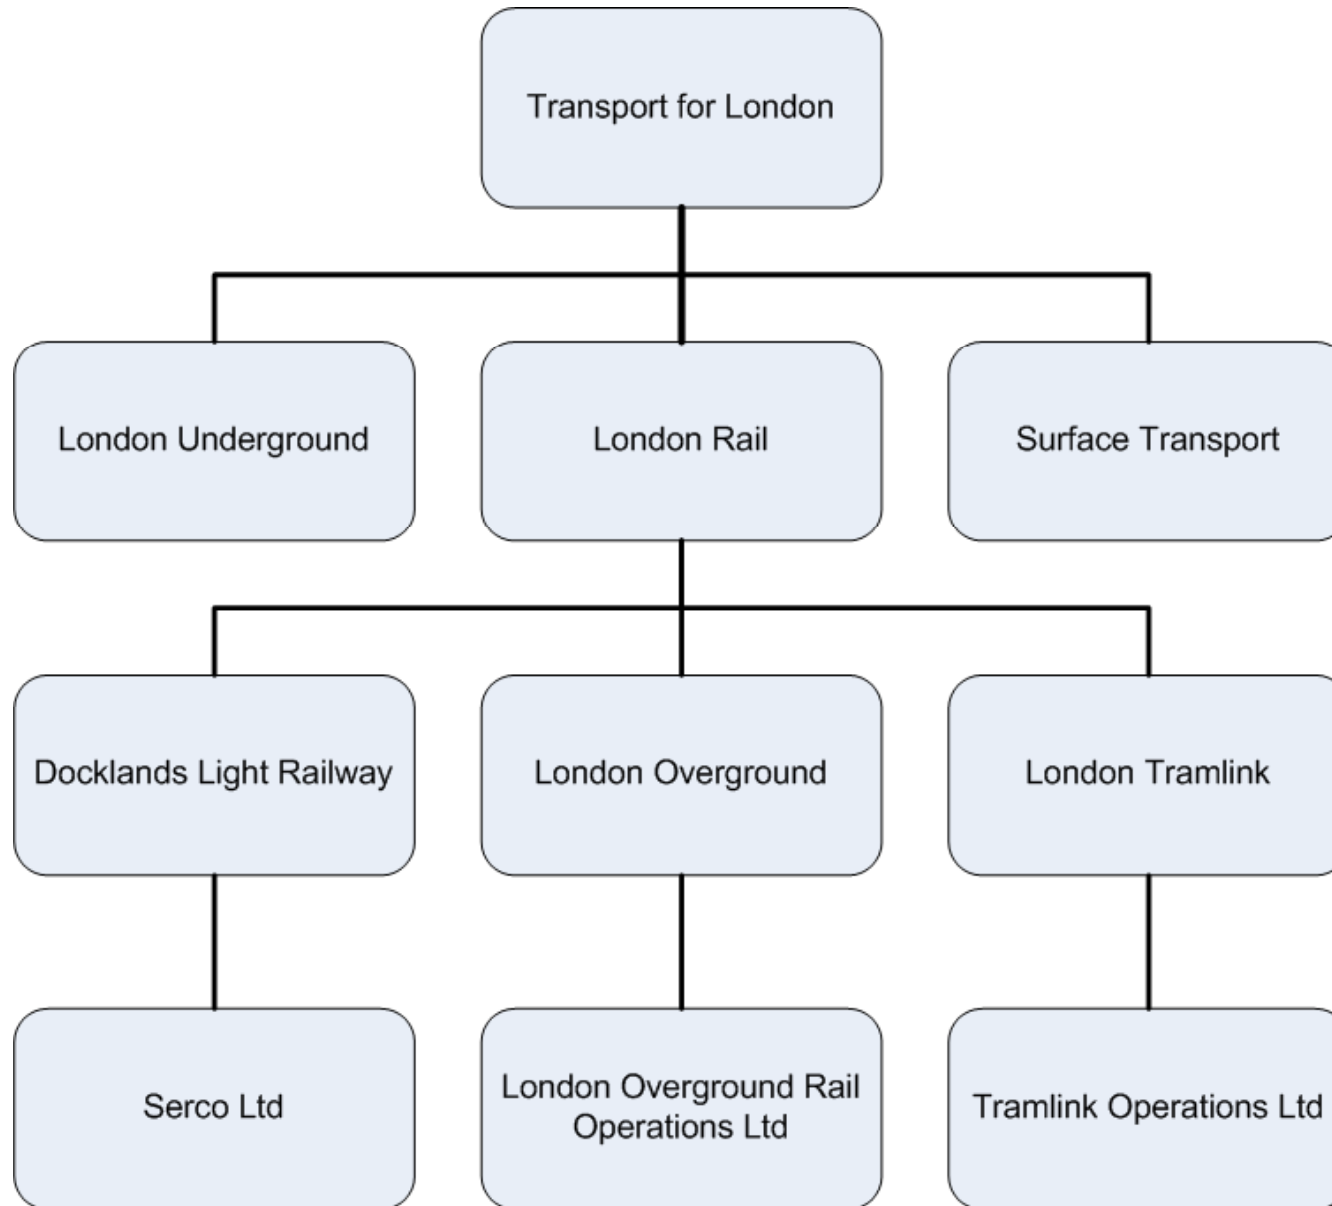 Transport for London
London Underground
London Rail
Surface Transport
Docklands Light Railway
London Overground
London Tramlink
Serco Ltd
London Overground Rail
Operations Ltd
Tramlink Operations Ltd